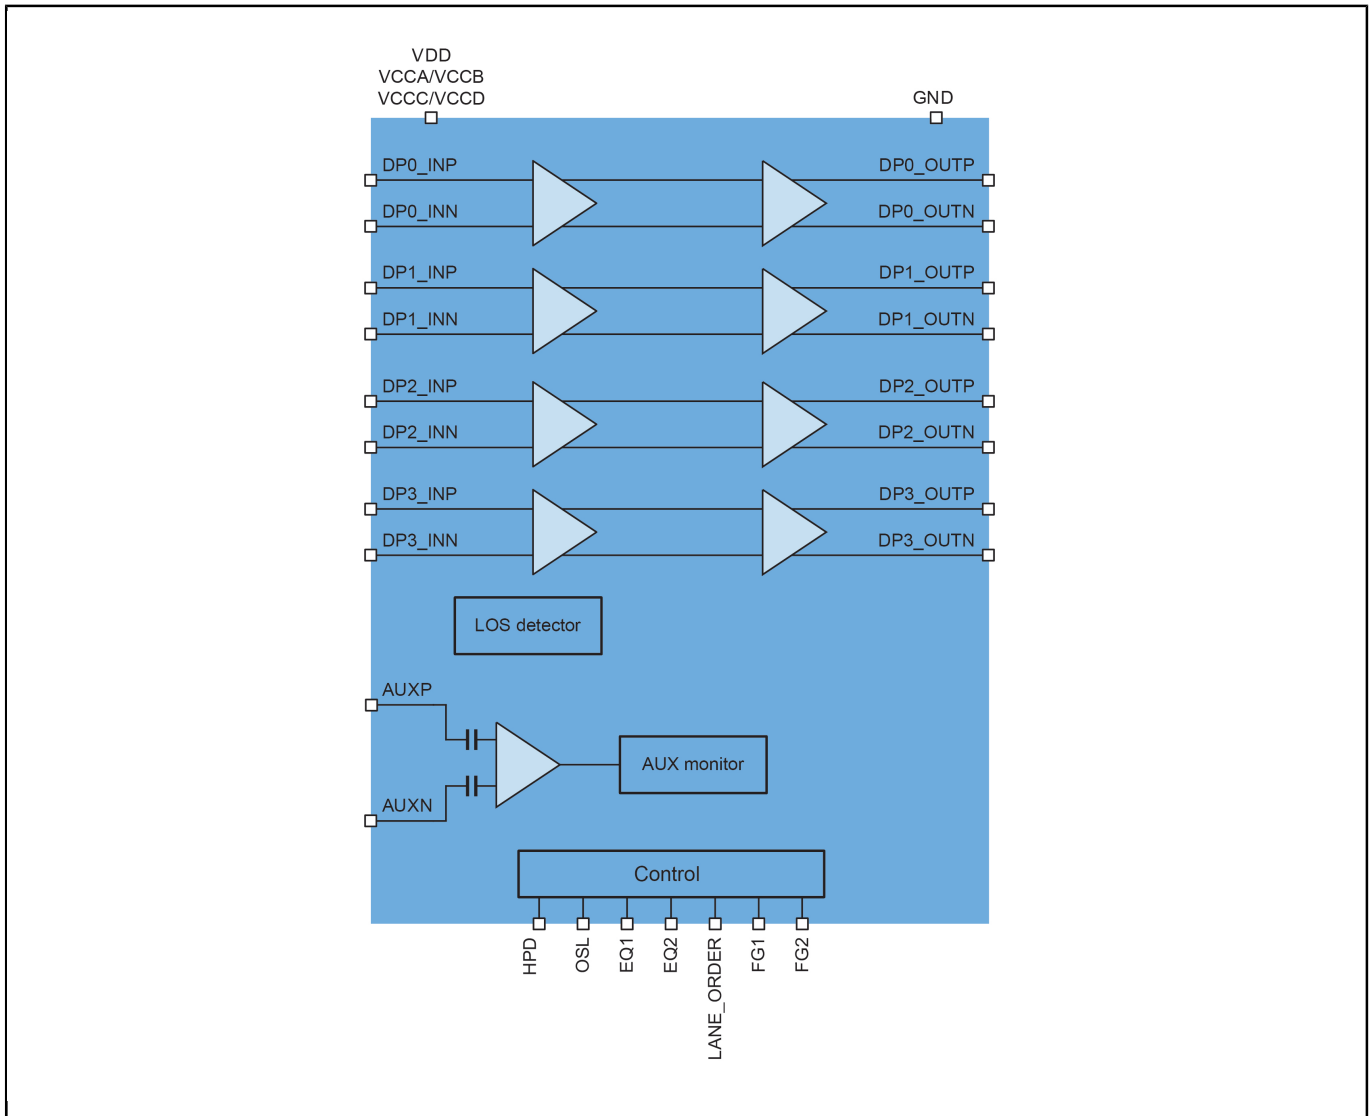 VDD
VCCA/VCCB
VCCC/VCCD
GND
DP0_INP
DP0_OUTP
DP0_INN
DP0_OUTN
DP1_INP
DP1_OUTP
DP1_INN
DP1_OUTN
DP2_INP
DP2_OUTP
DP2_INN
DP2_OUTN
DP3_INP
DP3_OUTP
DP3_INN
DP3_OUTN
LOS detector
AUXP
AUX monitor
AUXN
Control
HPD
OSL
EQ1
EQ2
LANE_ORDER
FG1
FG2